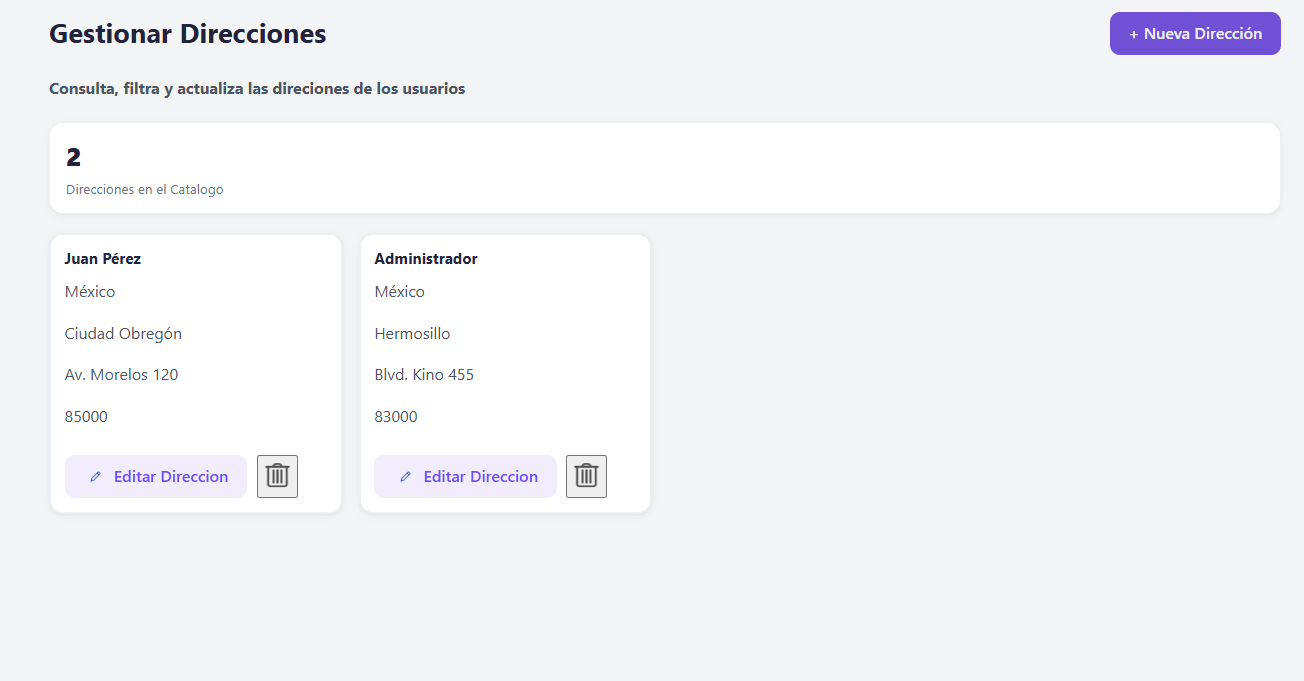 Gestionar Direcciones
+ Nueva Dirección
Consulta, filtra y actualiza las direciones de los usuarios
2
Direcciones en el Catalogo
Juan Pérez
México
Ciudad Obregón
Av. Morelos 120
85000
Editar Direccion
Administrador
México
Hermosillo
Blvd. Kino 455
83000
Editar Direccion